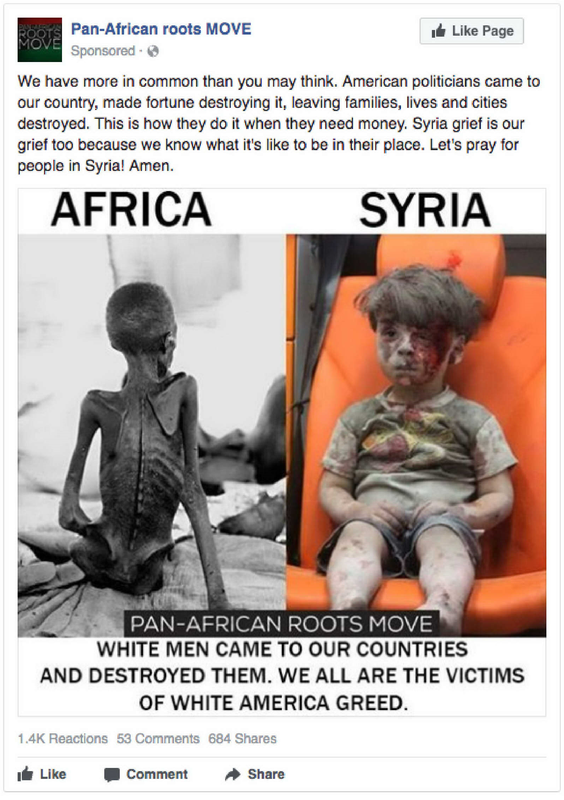 Pan-African roots MOVE
Sponsored ·
Like Page
ROOTS
MOVE
We have more in common than you may think. American politicians came to
our country, made fortune destroying it, leaving families, lives and cities
destroyed. This is how they do it when they need money. Syria grief is our
grief too because we know what it's like to be in their place. Let's pray for
people in Syria! Amen.
AFRICA
SYRIA
PAN-AFRICAN ROOTS MOVE
WHITE MEN CAME TO OUR COUNTRIES
AND DESTROYED THEM. WE ALL ARE THE VICTIMS
OF WHITE AMERICA GREED.
1.4K Reactions 53 Comments 684 Shares
Like Comment Share